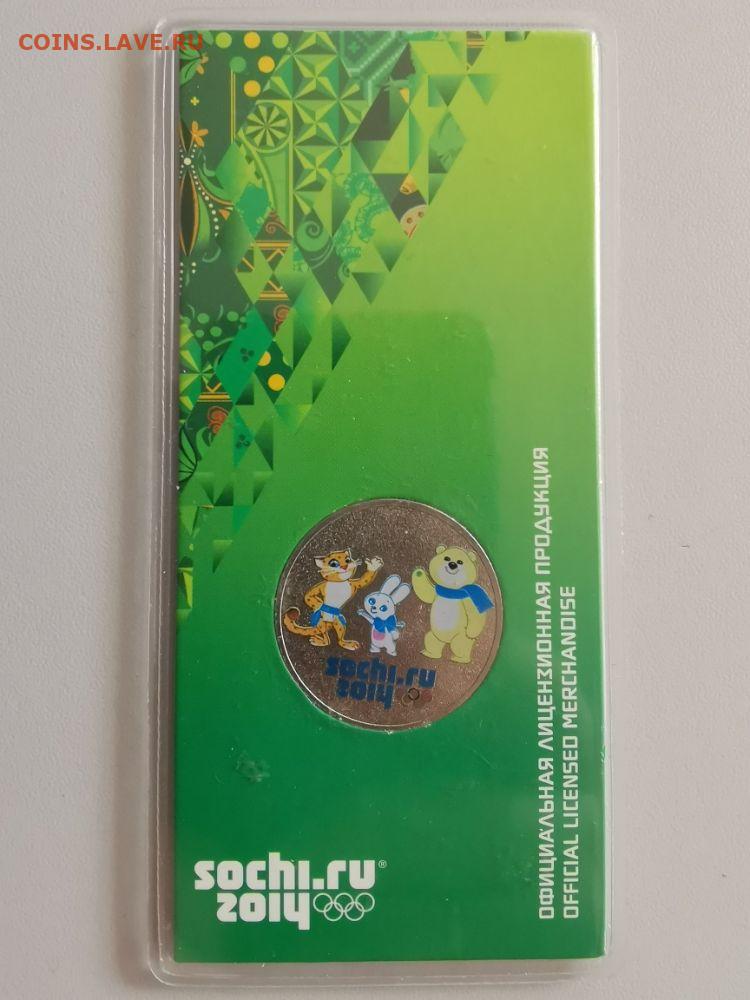 COINS.LAVE.RU
sochi.ru
2014
sochi.ru®
2014
ОФИЦИАЛЬНАЯ ЛИЦЕНЗИОННАЯ ПРОДУКЦИЯ
OFFICIAL LICENSED MERCHANDISE